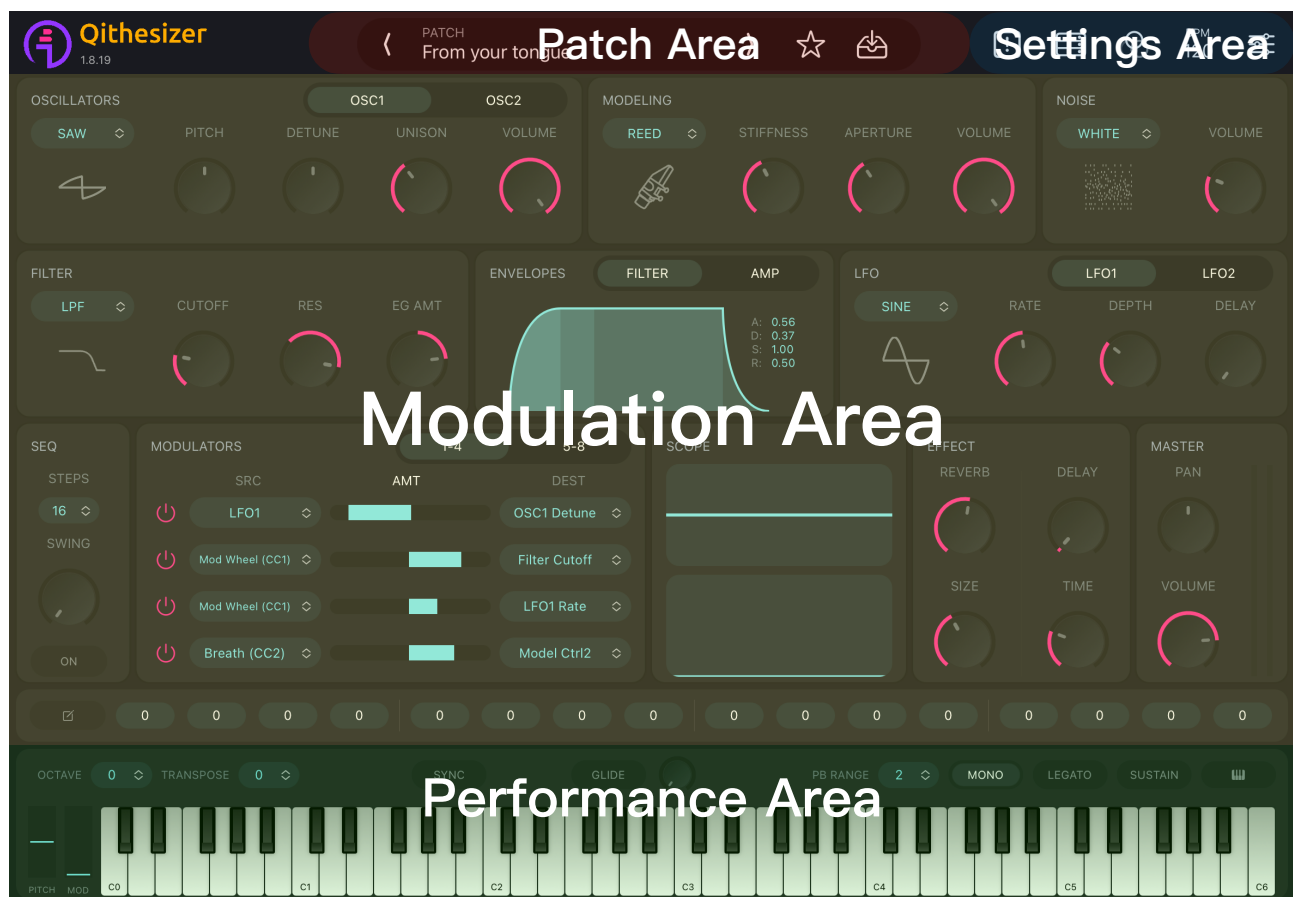 Qithesizer
1.8.19
PATCH
From your tongue
Patch Area
Settings Area
OSCILLATORS
OSC1 OSC2
SAW PITCH DETUNE UNISON VOLUME
MODELING
REED STIFFNESS APERTURE VOLUME
NOISE
WHITE VOLUME
FILTER
LPF CUTOFF RES EG AMT
ENVELOPES FILTER AMP
A: 0.56
D: 0.37
S: 1.00
R: 0.50
LFO LFO1 LFO2
SINE RATE DEPTH DELAY
Modulation Area
SEQ
STEPS
16
SWING
ON
MODULATORS 1-4 5-8
SRC AMT DEST
LFO1 OSC1 Detune
Mod Wheel (CC1) Filter Cutoff
Mod Wheel (CC1) LFO1 Rate
Breath (CC2) Model Ctrl2
SCOPE
EFFECT
REVERB DELAY
SIZE TIME
MASTER
PAN
VOLUME
0 0 0 0 0 0 0 0 0 0 0 0 0 0 0 0
OCTAVE 0 TRANSPOSE 0 SYNC GLIDE PB RANGE 2 MONO LEGATO SUSTAIN
Performance Area
PITCH MOD
C0 C1 C2 C3 C4 C5 C6